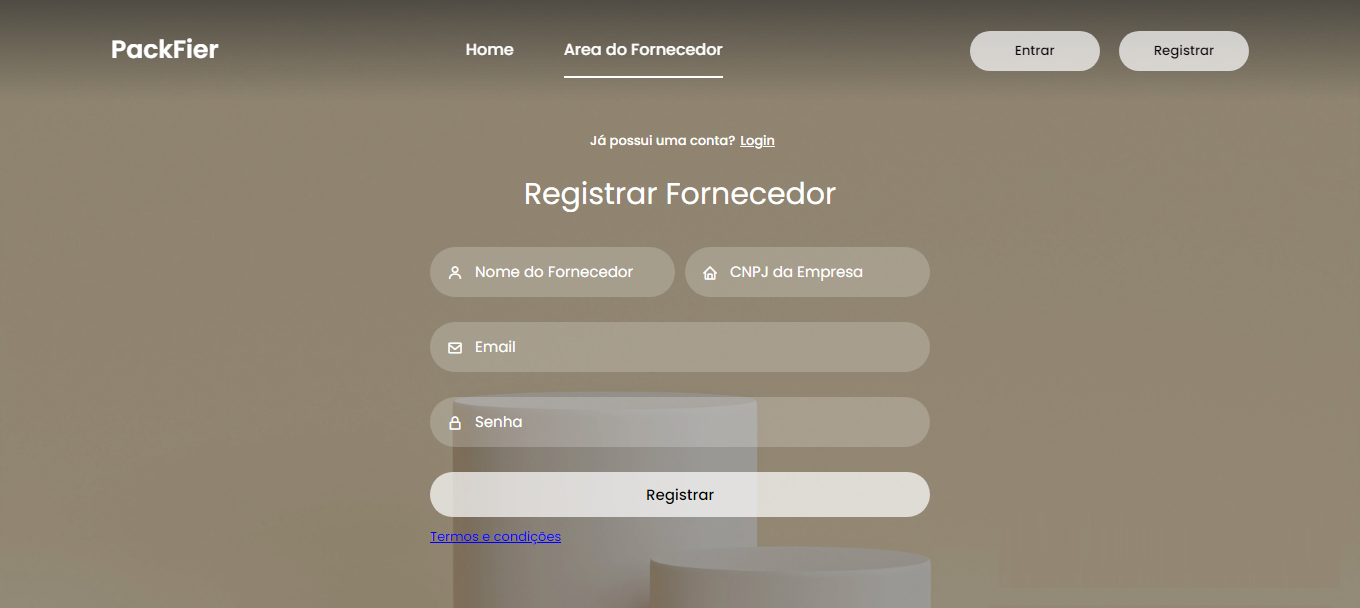 PackFier
Home
Area do Fornecedor
Entrar
Registrar
Já possui uma conta? Login
Registrar Fornecedor
Nome do Fornecedor
CNPJ da Empresa
Email
Senha
Registrar
Termos e condições